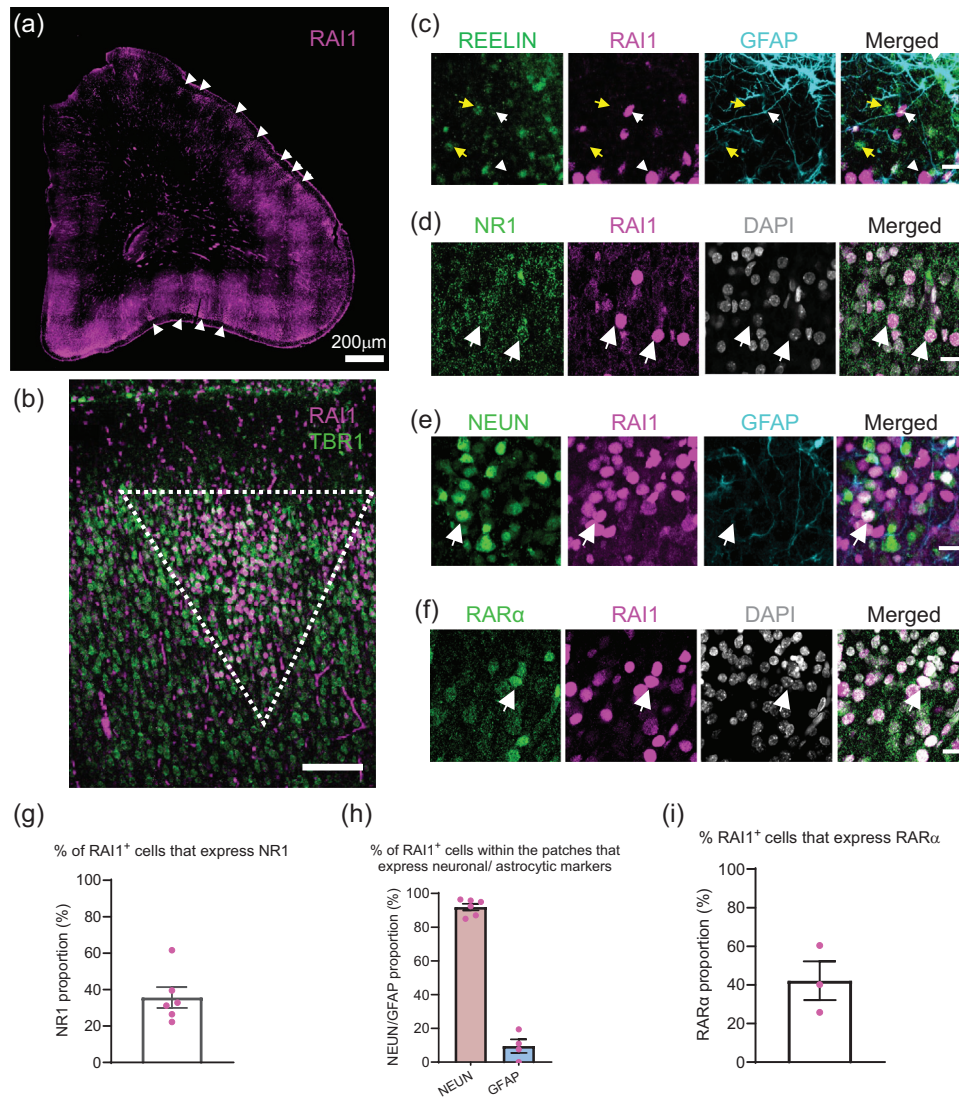 (a)
RAI1
200μm
(b)
RAI1
TBR1
(c)
REELIN RAI1 GFAP Merged
(d)
NR1 RAI1 DAPI Merged
(e)
NEUN RAI1 GFAP Merged
(f)
RARα RAI1 DAPI Merged
(g)
% of RAI1⁺ cells that express NR1
NR1 proportion (%)
100
80
60
40
20
0
(h)
% of RAI1⁺ cells within the patches that
express neuronal/ astrocytic markers
NEUN/GFAP proportion (%)
100
80
60
40
20
0
NEUN GFAP
(i)
% RAI1⁺ cells that express RARα
RARα proportion (%)
100
80
60
40
20
0